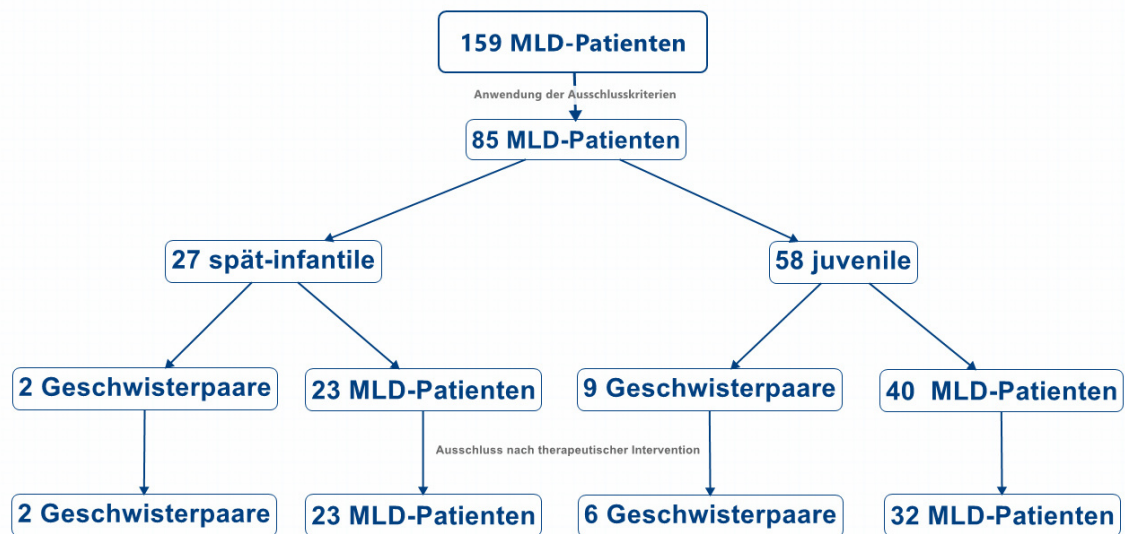 159 MLD-Patienten
Anwendung der Ausschlusskriterien
85 MLD-Patienten
27 spät-infantile
58 juvenile
2 Geschwisterpaare
23 MLD-Patienten
9 Geschwisterpaare
40 MLD-Patienten
Ausschluss nach therapeutischer Intervention
2 Geschwisterpaare
23 MLD-Patienten
6 Geschwisterpaare
32 MLD-Patienten